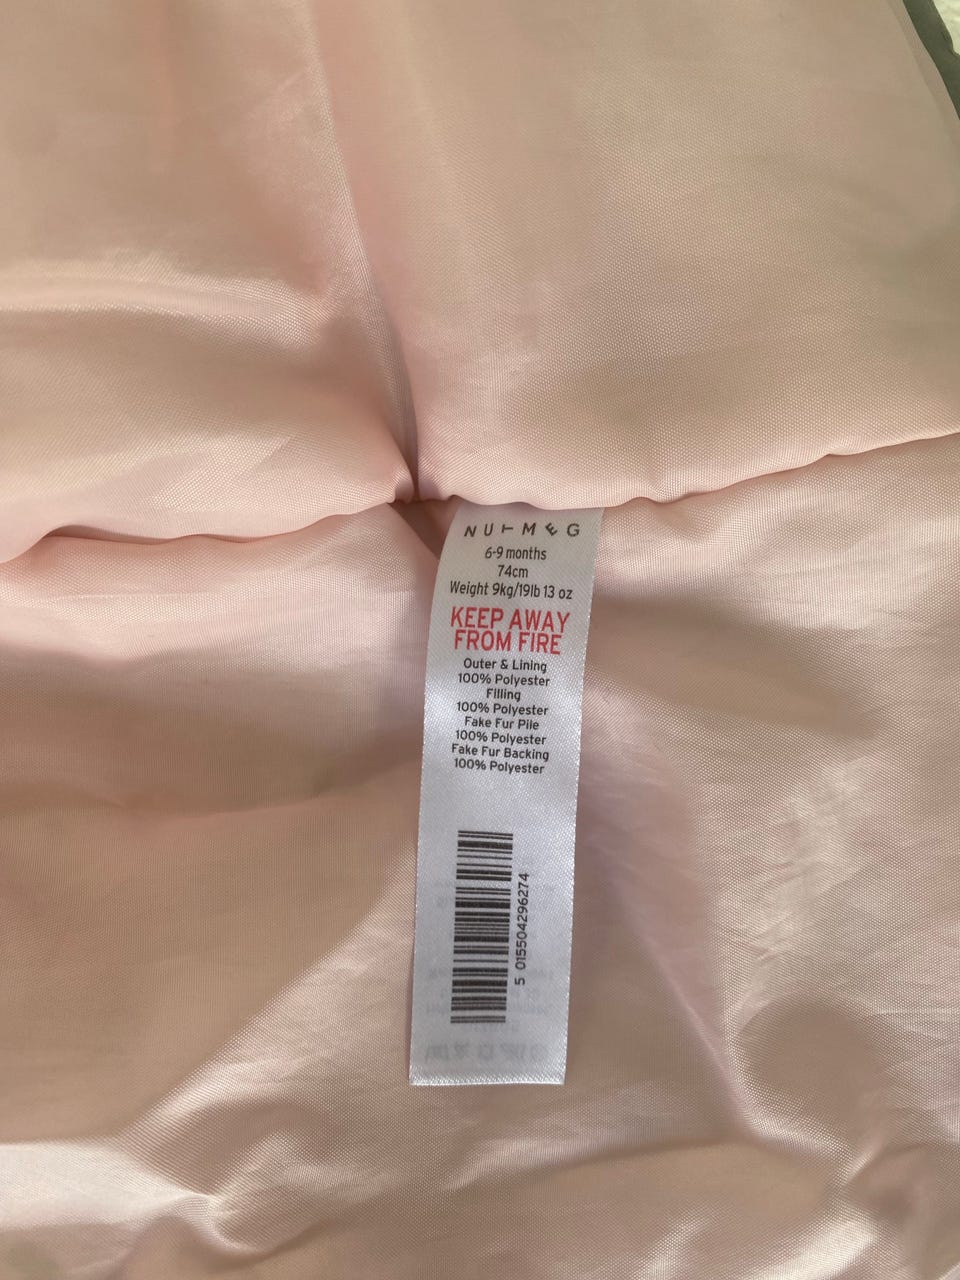 NUTMEG
6-9 months
74cm
Weight 9kg/19lb 13 oz
KEEP AWAY
FROM FIRE
Outer & Lining
100% Polyester
Filling
100% Polyester
Fake Fur Pile
100% Polyester
Fake Fur Backing
100% Polyester
5 015504296274